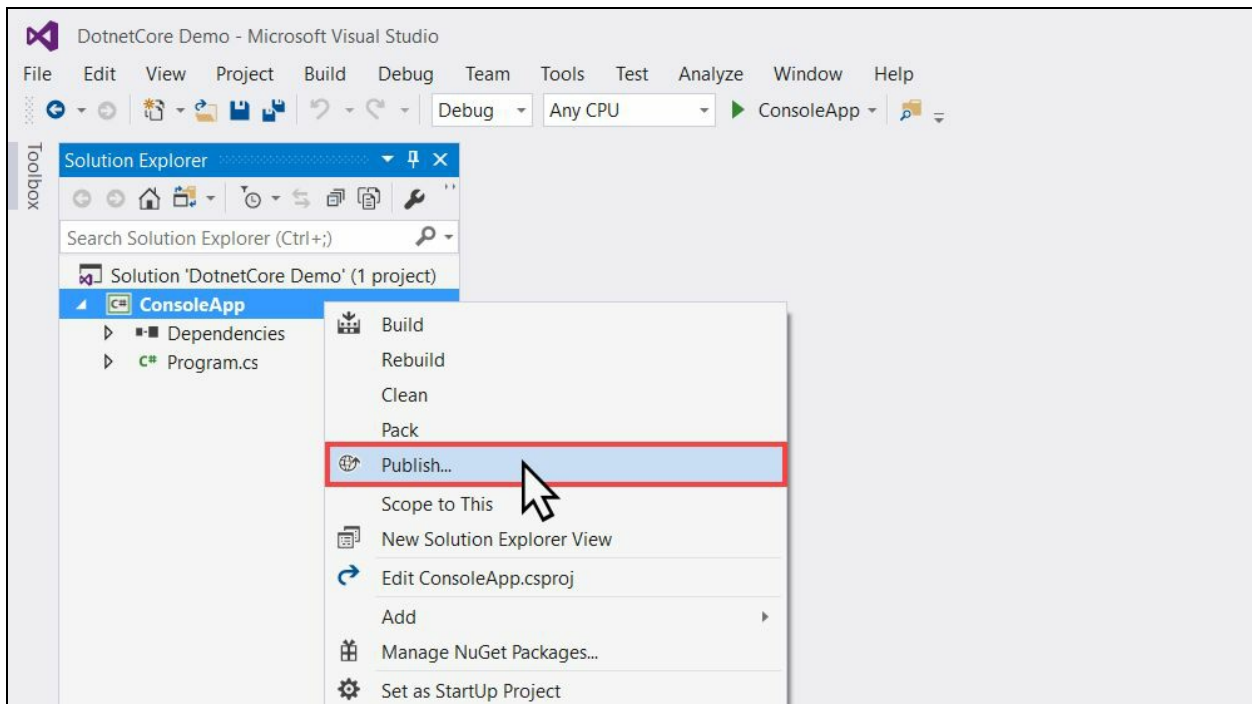 DotnetCore Demo - Microsoft Visual Studio
File Edit View Project Build Debug Team Tools Test Analyze Window Help
Debug Any CPU ConsoleApp
Toolbox
Solution Explorer
Search Solution Explorer (Ctrl+;)
Solution 'DotnetCore Demo' (1 project)
C# ConsoleApp
Dependencies
C# Program.cs
Build
Rebuild
Clean
Pack
Publish...
Scope to This
New Solution Explorer View
Edit ConsoleApp.csproj
Add
Manage NuGet Packages...
Set as StartUp Project